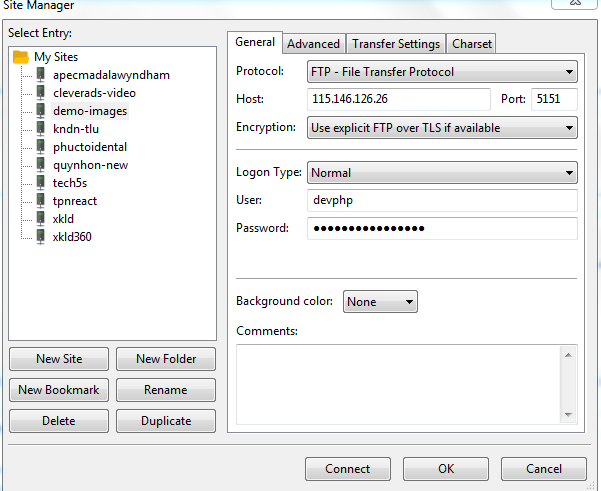 Site Manager
Select Entry:
My Sites
apecmadalawyndham
cleverads-video
demo-images
kndn-tlu
phuctoidental
quynhon-new
tech5s
tpnreact
xkld
xkld360
New Site
New Folder
New Bookmark
Rename
Delete
Duplicate
General
Advanced
Transfer Settings
Charset
Protocol: FTP - File Transfer Protocol
Host: 115.146.126.26 Port: 5151
Encryption: Use explicit FTP over TLS if available
Logon Type: Normal
User: devphp
Password: ●●●●●●●●●●●●●●●●
Background color: None
Comments:
Connect
OK
Cancel